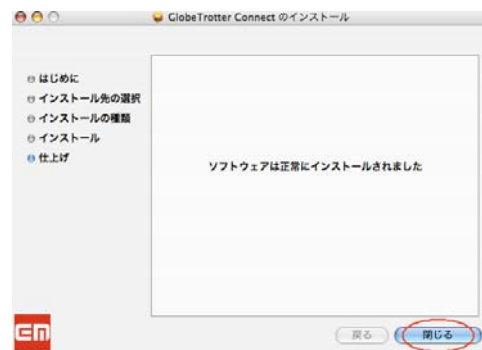 GlobeTrotter Connect のインストール
はじめに
インストール先の選択
インストールの種類
インストール
仕上げ
ソフトウェアは正常にインストールされました
EM
戻る
閉じる